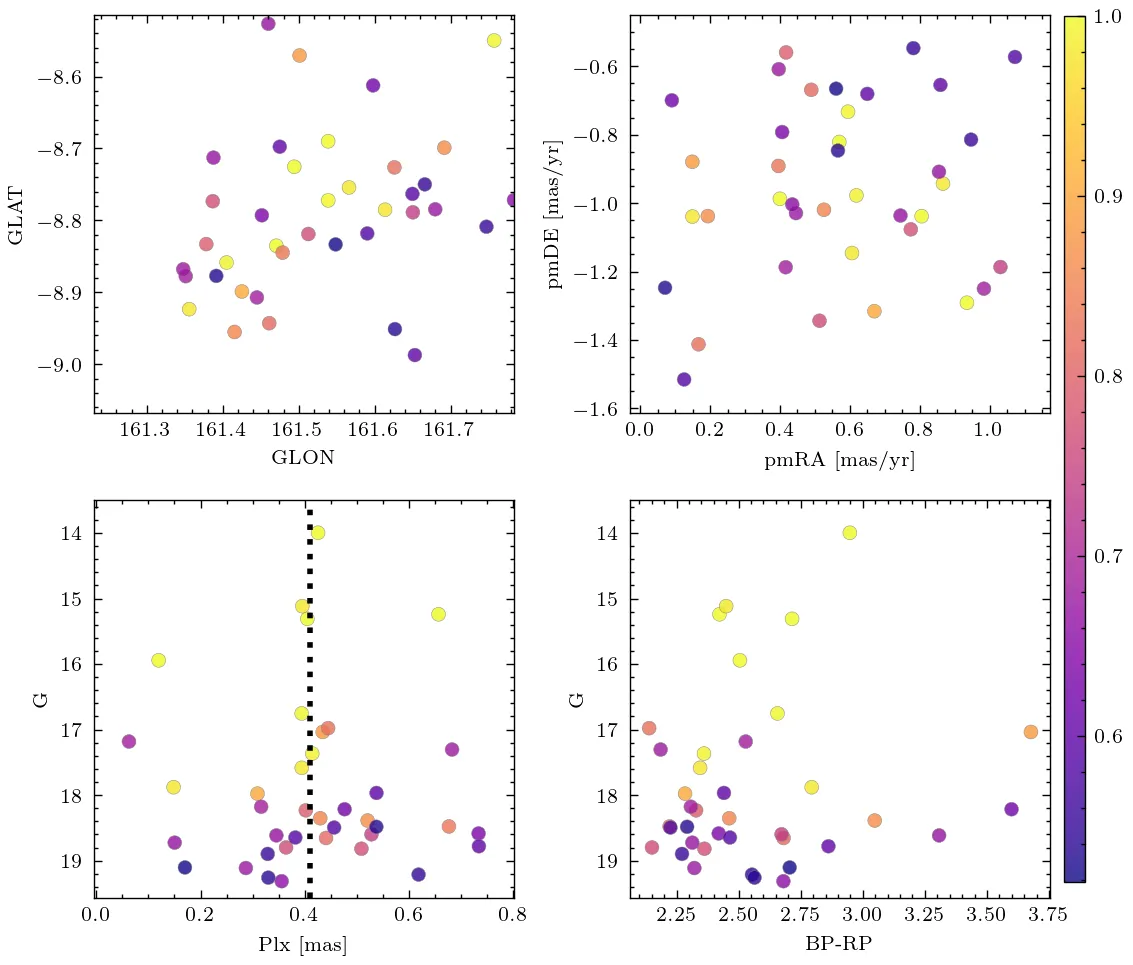 −8.6
−8.7
−8.8
−8.9
−9.0
GLAT
161.3 161.4 161.5 161.6 161.7
GLON
−0.6
−0.8
−1.0
−1.2
−1.4
−1.6
pmDE [mas/yr]
0.0 0.2 0.4 0.6 0.8 1.0
pmRA [mas/yr]
1.0
0.9
0.8
0.7
0.6
14
15
16
17
18
19
G
0.0 0.2 0.4 0.6 0.8
Plx [mas]
14
15
16
17
18
19
G
2.25 2.50 2.75 3.00 3.25 3.50 3.75
BP-RP